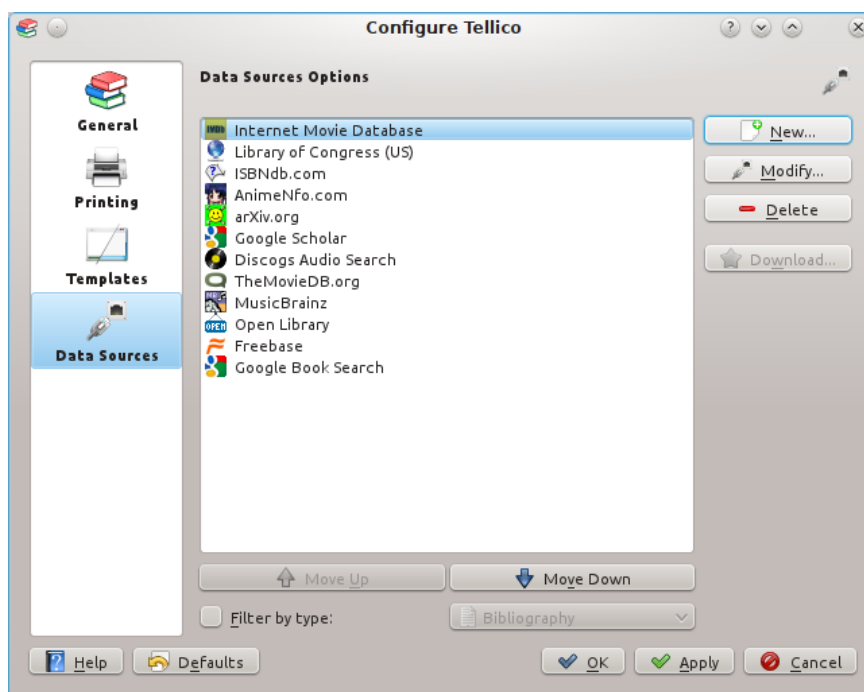 Configure Tellico
Data Sources Options
General
Printing
Templates
Data Sources
IMDb Internet Movie Database
Library of Congress (US)
ISBNdb.com
AnimeNfo.com
arXiv.org
Google Scholar
Discogs Audio Search
TheMovieDB.org
MusicBrainz
OPEN Open Library
Freebase
Google Book Search
New...
Modify...
Delete
Download...
Move Up
Move Down
Filter by type:
Bibliography
Help
Defaults
OK
Apply
Cancel